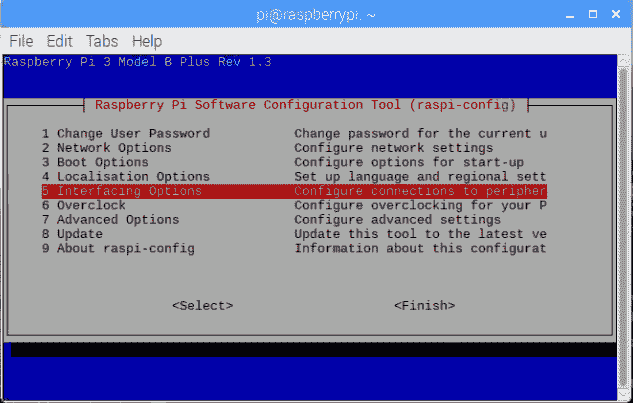 pi@raspberrypi: ~
File Edit Tabs Help
Raspberry Pi 3 Model B Plus Rev 1.3
Raspberry Pi Software Configuration Tool (raspi-config)
1 Change User Password Change password for the current u
2 Network Options Configure network settings
3 Boot Options Configure options for start-up
4 Localisation Options Set up language and regional sett
5 Interfacing Options Configure connections to peripher
6 Overclock Configure overclocking for your P
7 Advanced Options Configure advanced settings
8 Update Update this tool to the latest ve
9 About raspi-config Information about this configurat
<Select> <Finish>